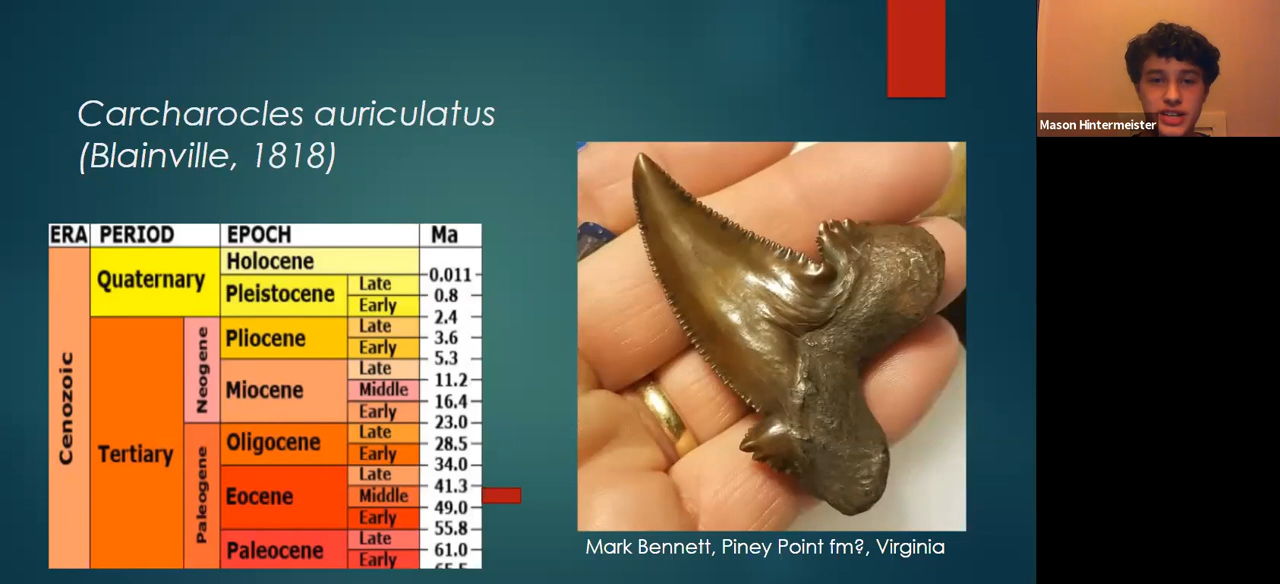 Carcharocles auriculatus
(Blainville, 1818)
Mason Hintermeister
ERA PERIOD EPOCH Ma
Cenozoic
Quaternary
Tertiary
Neogene
Paleogene
Holocene
Pleistocene Late
Early
Pliocene Late
Early
Miocene Late
Middle
Early
Oligocene Late
Early
Eocene Late
Middle
Early
Paleocene Late
Early
0.011
0.8
2.4
3.6
5.3
11.2
16.4
23.0
28.5
34.0
41.3
49.0
55.8
61.0
65.5
Mark Bennett, Piney Point fm?, Virginia